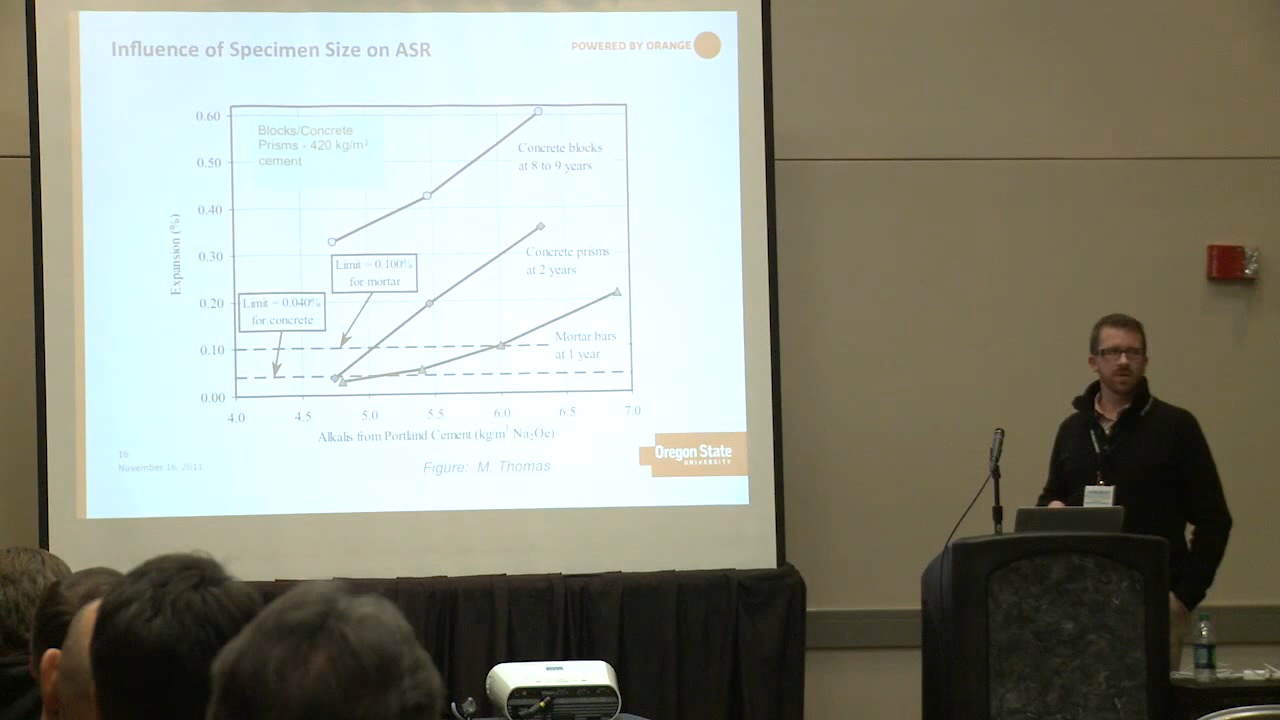 Influence of Specimen Size on ASR
POWERED BY ORANGE
Blocks/Concrete
Prisms - 420 kg/m³
cement
Concrete blocks
at 8 to 9 years
Concrete prisms
at 2 years
Limit = 0.100%
for mortar
Limit = 0.040%
for concrete
Mortar bars
at 1 year
Expansion (%)
0.60
0.50
0.40
0.30
0.20
0.10
0.00
4.0 4.5 5.0 5.5 6.0 6.5 7.0
Alkalis from Portland Cement (kg/m³ Na₂Oe)
16
November 16, 2011
Figure: M. Thomas
Oregon State
UNIVERSITY